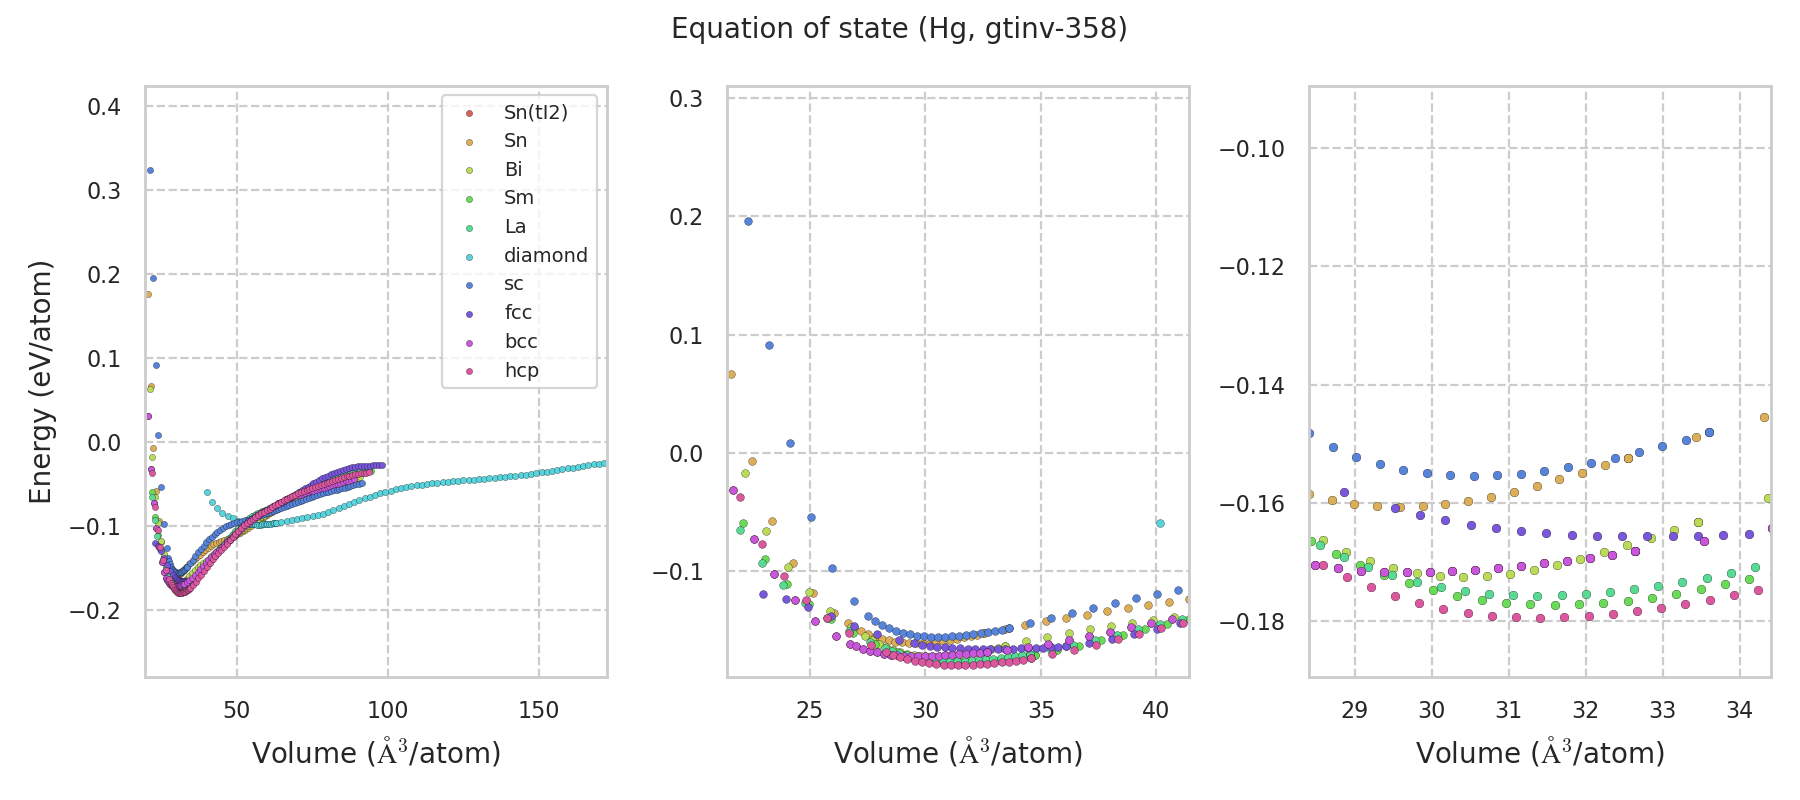 Equation of state (Hg, gtinv-358)
Energy (eV/atom)
0.4
0.3
0.2
0.1
0.0
−0.1
−0.2
50
100
150
Volume (Å³/atom)
Sn(tI2)
Sn
Bi
Sm
La
diamond
sc
fcc
bcc
hcp
0.3
0.2
0.1
0.0
−0.1
25
30
35
40
Volume (Å³/atom)
−0.10
−0.12
−0.14
−0.16
−0.18
29
30
31
32
33
34
Volume (Å³/atom)